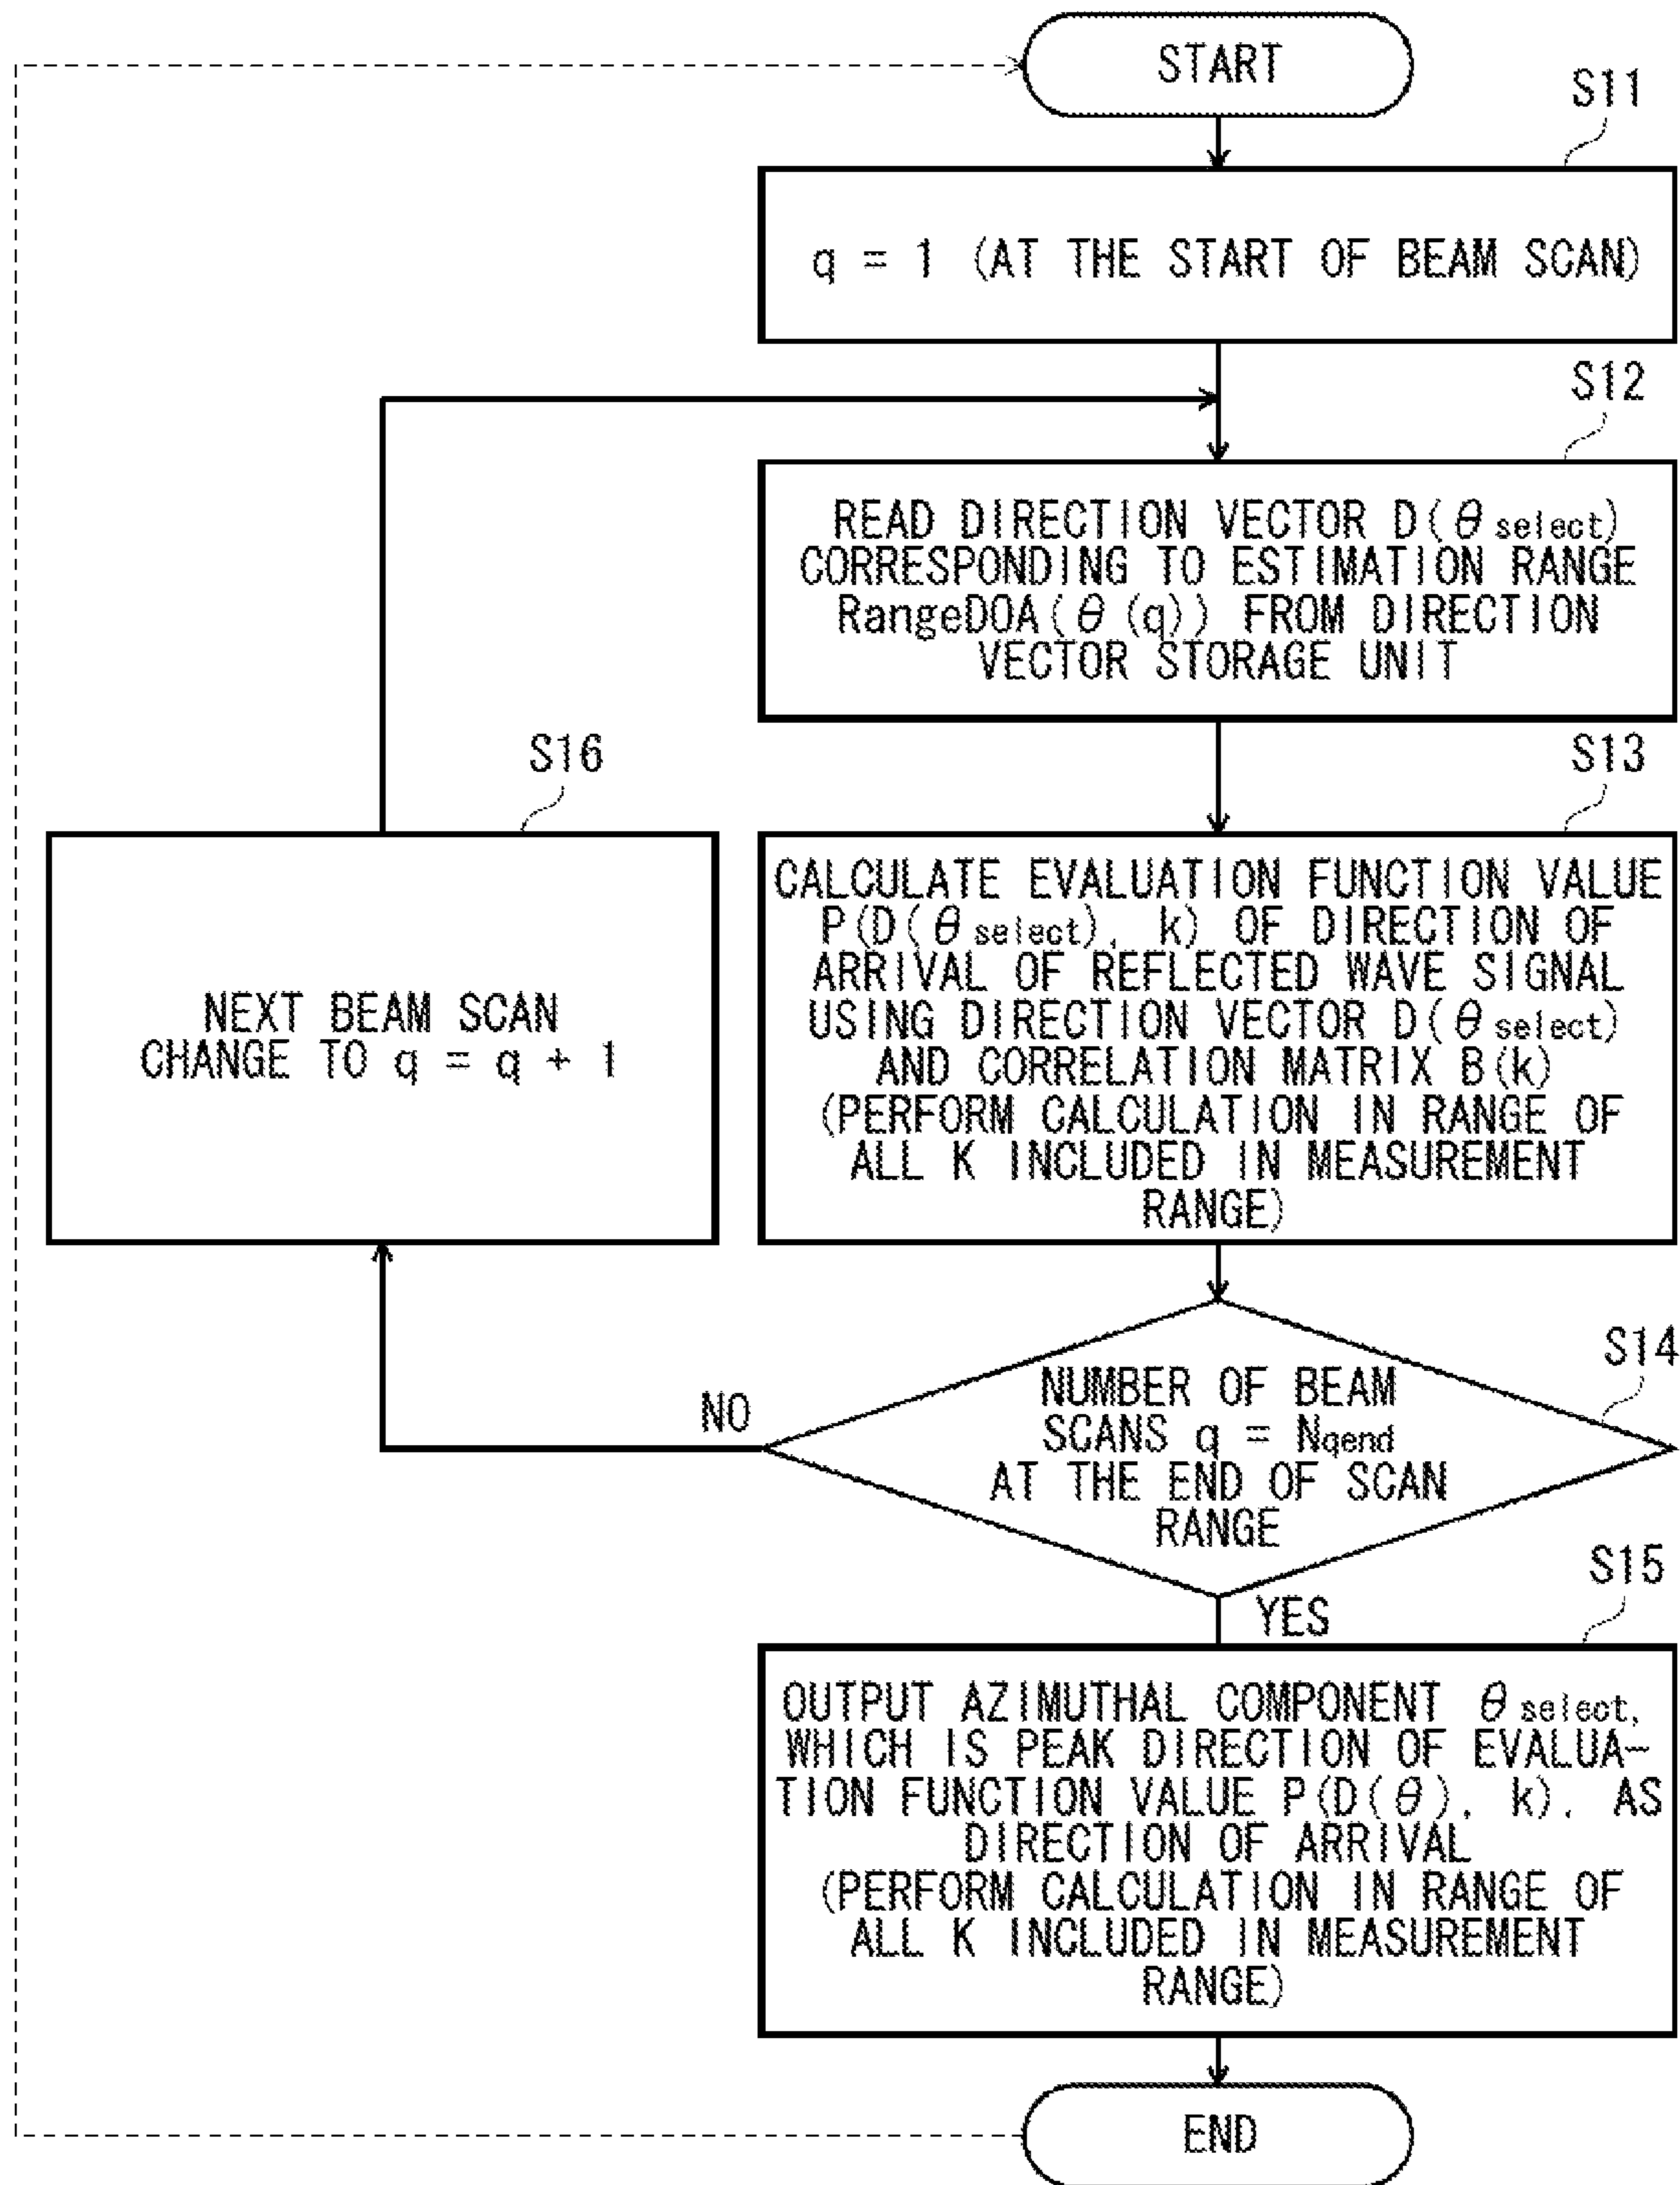 START
S11
q = 1 (AT THE START OF BEAM SCAN)
S12
READ DIRECTION VECTOR D(θselect)
CORRESPONDING TO ESTIMATION RANGE
RangeDOA(θ(q)) FROM DIRECTION
VECTOR STORAGE UNIT
S13
CALCULATE EVALUATION FUNCTION VALUE
P(D(θselect), k) OF DIRECTION OF
ARRIVAL OF REFLECTED WAVE SIGNAL
USING DIRECTION VECTOR D(θselect)
AND CORRELATION MATRIX B(k)
(PERFORM CALCULATION IN RANGE OF
ALL K INCLUDED IN MEASUREMENT
RANGE)
S16
NEXT BEAM SCAN
CHANGE TO q = q + 1
S14
NUMBER OF BEAM
SCANS q = Nqend
AT THE END OF SCAN
RANGE
NO
YES
S15
OUTPUT AZIMUTHAL COMPONENT θselect,
WHICH IS PEAK DIRECTION OF EVALUA-
TION FUNCTION VALUE P(D(θ), k), AS
DIRECTION OF ARRIVAL
(PERFORM CALCULATION IN RANGE OF
ALL K INCLUDED IN MEASUREMENT
RANGE)
END